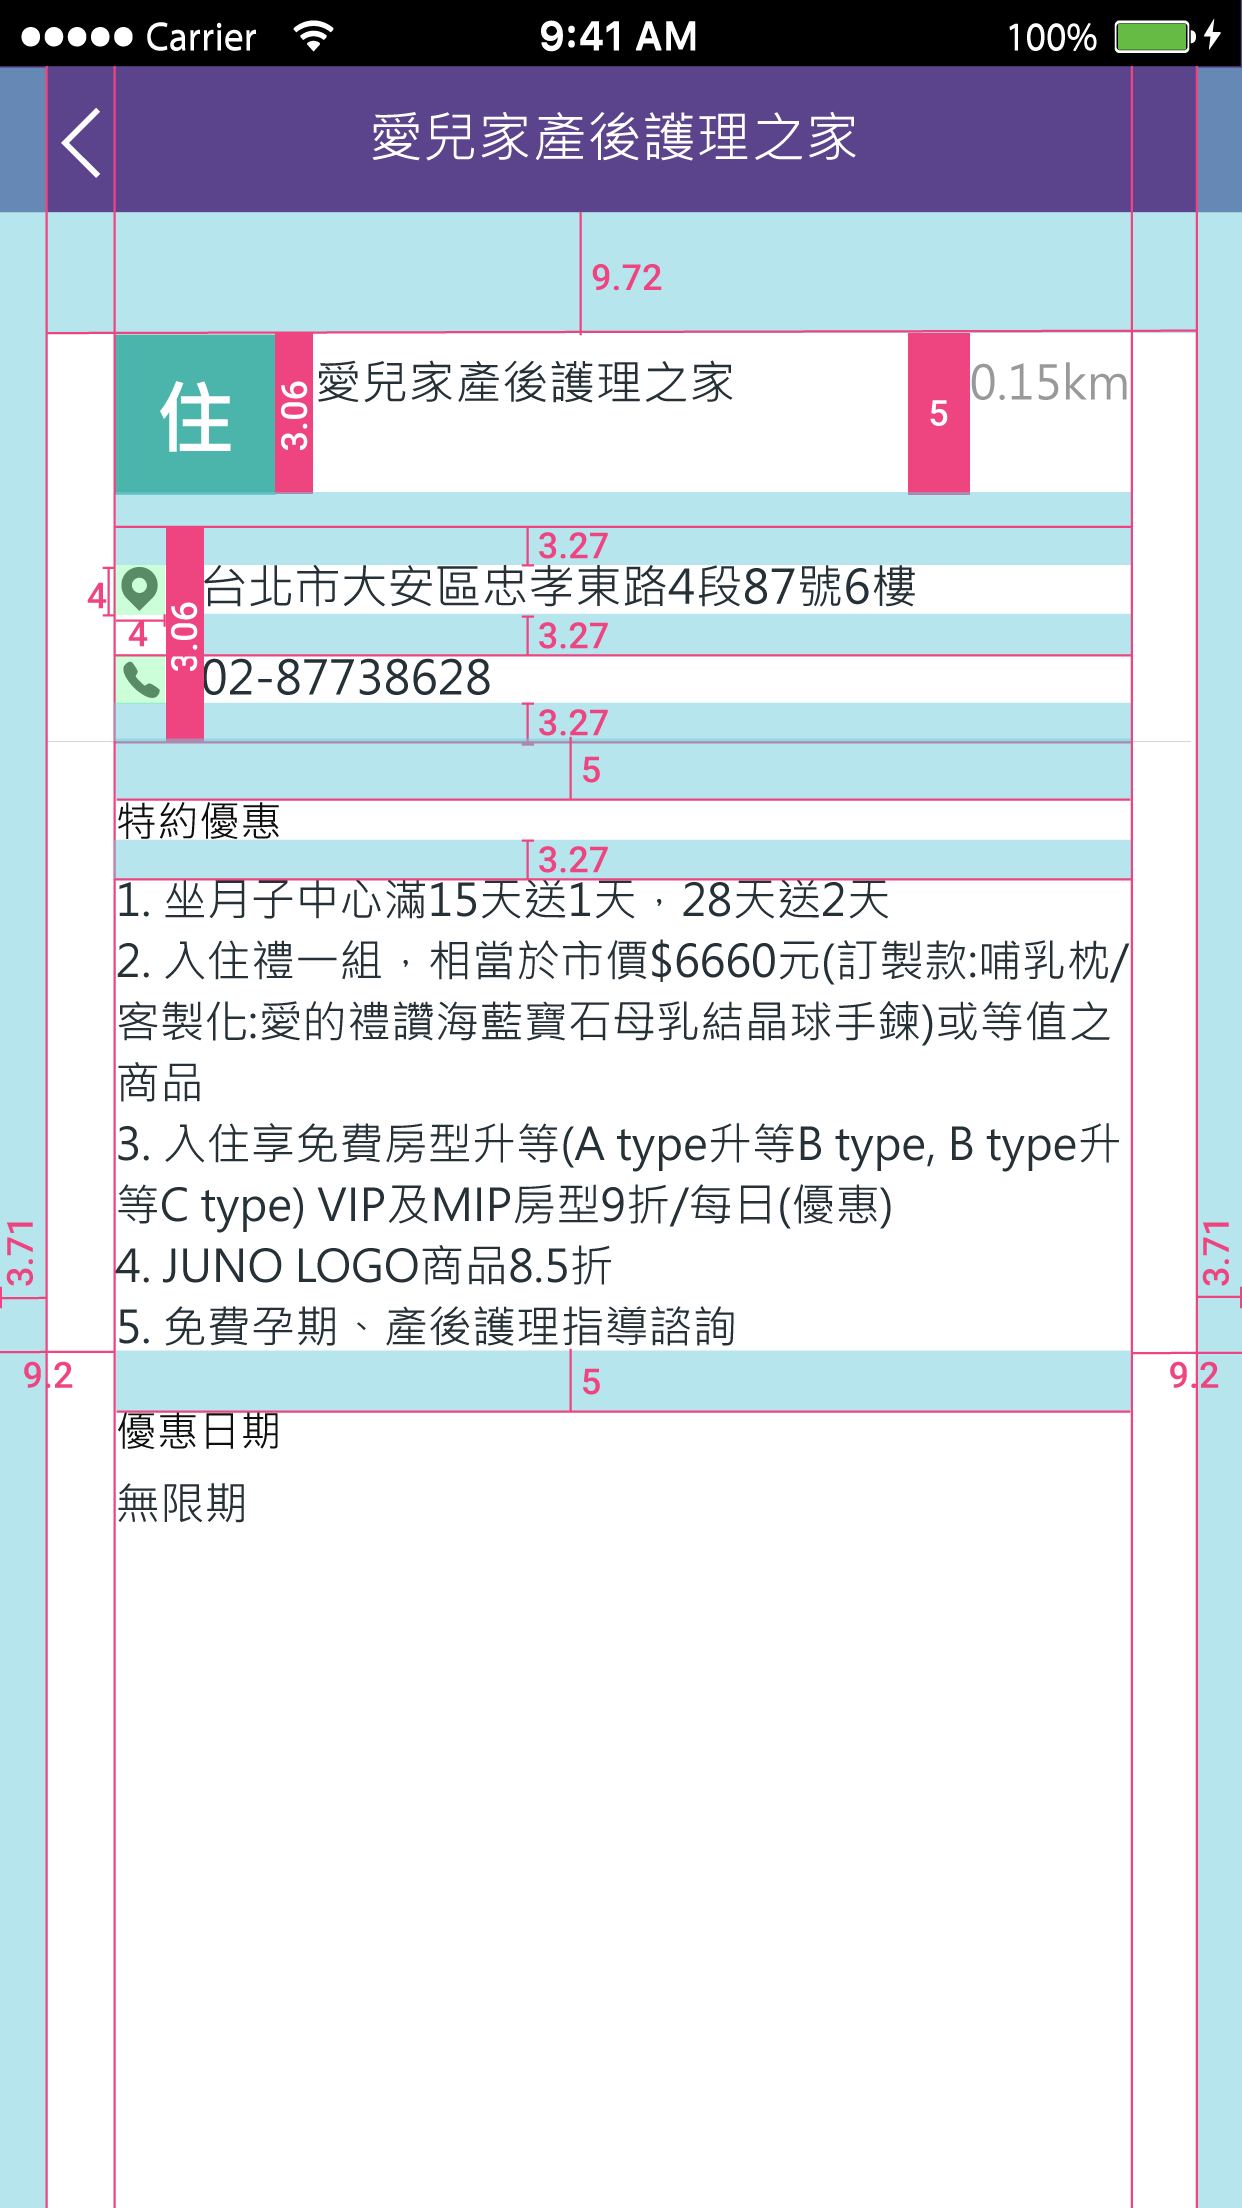 Carrier 9:41 AM 100%
愛兒家產後護理之家
9.72
住 3.06 愛兒家產後護理之家 5 0.15km
3.27
4 台北市大安區忠孝東路4段87號6樓
4 3.06 3.27
02-87738628
3.27
5
特約優惠
3.27
1. 坐月子中心滿15天送1天，28天送2天
2. 入住禮一組，相當於市價$6660元(訂製款:哺乳枕/
客製化:愛的禮讚海藍寶石母乳結晶球手鍊)或等值之
商品
3. 入住享免費房型升等(A type升等B type, B type升
等C type) VIP及MIP房型9折/每日(優惠)
3.71 3.71
4. JUNO LOGO商品8.5折
5. 免費孕期、產後護理指導諮詢
9.2 5 9.2
優惠日期
無限期